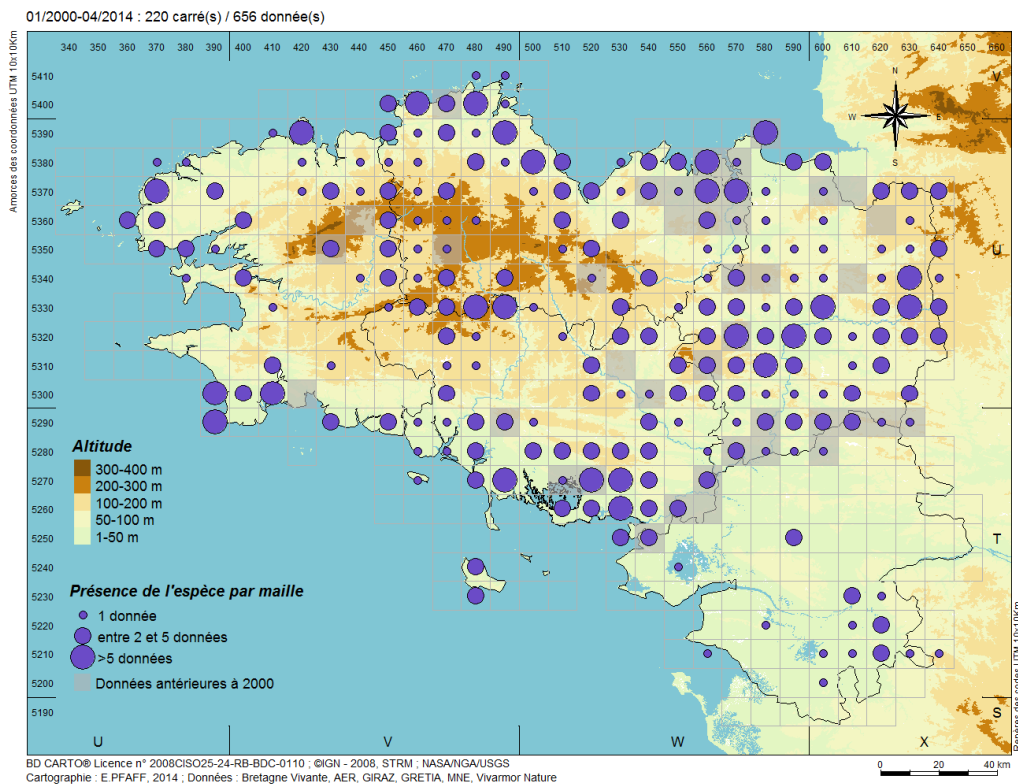 01/2000-04/2014 : 220 carré(s) / 656 donnée(s)
340 350 360 370 380 390 400 410 420 430 440 450 460 470 480 490 500 510 520 530 540 550 560 570 580 590 600 610 620 630 640 650 660
Amorces des coordonnées UTM 10x10Km
5410
5400
5390
5380
5370
5360
5350
5340
5330
5320
5310
5300
5290
5280
5270
5260
5250
5240
5230
5220
5210
5200
5190
N
W
E
S
V
U
T
S
Altitude
300-400 m
200-300 m
100-200 m
50-100 m
1-50 m
Présence de l'espèce par maille
1 donnée
entre 2 et 5 données
>5 données
Données antérieures à 2000
Repères des codes UTM 10x10Km
U V W X
BD CARTO® Licence n° 2008CISO25-24-RB-BDC-0110 ; ©IGN - 2008, STRM ; NASA/NGA/USGS
Cartographie : E.PFAFF, 2014 ; Données : Bretagne Vivante, AER, GIRAZ, GRETIA, MNE, Vivarmor Nature
0 20 40 km